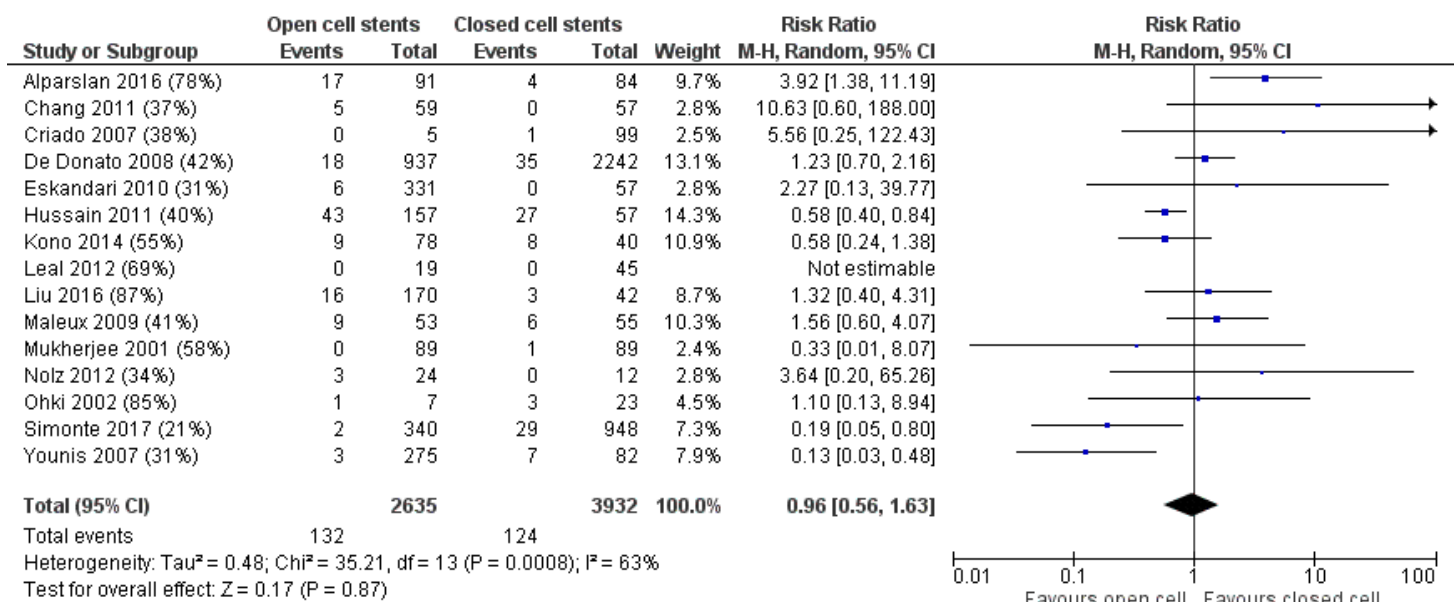 Open cell stents Closed cell stents Risk Ratio Risk Ratio
Study or Subgroup Events Total Events Total Weight M-H, Random, 95% CI M-H, Random, 95% CI
Alparslan 2016 (78%) 17 91 4 84 9.7% 3.92 [1.38, 11.19]
Chang 2011 (37%) 5 59 0 57 2.8% 10.63 [0.60, 188.00]
Criado 2007 (38%) 0 5 1 99 2.5% 5.56 [0.25, 122.43]
De Donato 2008 (42%) 18 937 35 2242 13.1% 1.23 [0.70, 2.16]
Eskandari 2010 (31%) 6 331 0 57 2.8% 2.27 [0.13, 39.77]
Hussain 2011 (40%) 43 157 27 57 14.3% 0.58 [0.40, 0.84]
Kono 2014 (55%) 9 78 8 40 10.9% 0.58 [0.24, 1.38]
Leal 2012 (69%) 0 19 0 45 Not estimable
Liu 2016 (87%) 16 170 3 42 8.7% 1.32 [0.40, 4.31]
Maleux 2009 (41%) 9 53 6 55 10.3% 1.56 [0.60, 4.07]
Mukherjee 2001 (58%) 0 89 1 89 2.4% 0.33 [0.01, 8.07]
Nolz 2012 (34%) 3 24 0 12 2.8% 3.64 [0.20, 65.26]
Ohki 2002 (85%) 1 7 3 23 4.5% 1.10 [0.13, 8.94]
Simonte 2017 (21%) 2 340 29 948 7.3% 0.19 [0.05, 0.80]
Younis 2007 (31%) 3 275 7 82 7.9% 0.13 [0.03, 0.48]
Total (95% CI) 2635 3932 100.0% 0.96 [0.56, 1.63]
Total events 132 124
Heterogeneity: Tau² = 0.48; Chi² = 35.21, df = 13 (P = 0.0008); I² = 63%
Test for overall effect: Z = 0.17 (P = 0.87)
0.01 0.1 1 10 100
Favours open cell Favours closed cell